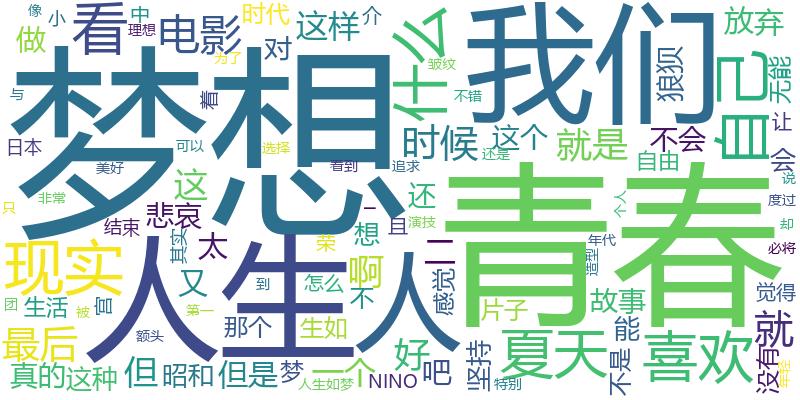 像 小 中 看 电影 时代 这样 介
做 理想 为了 对 什么 皱纹 我们 放弃
梦想 着 不错 狼狈 自己 无能
与 日本 可以 选择 时候 这个 就是 不会 让
美好 看到 追求 还是 自由 会
只 非常 这 还 青春 个人 说 度过
悲哀 一 且 演技 却
结束 其实 太 荣 想 二 年代 必将
现实 人生 人 啊 造型
团 生活 被 官 又 到 怎么 不 感觉 片子 故事 觉得
第一 那个 生如 夏天 能 喜欢 就
最后 额头 好 坚持
真的 这种 但 昭和 但是 梦 一个 NINO 吧 不是 没有 年轻
人生如梦 特别